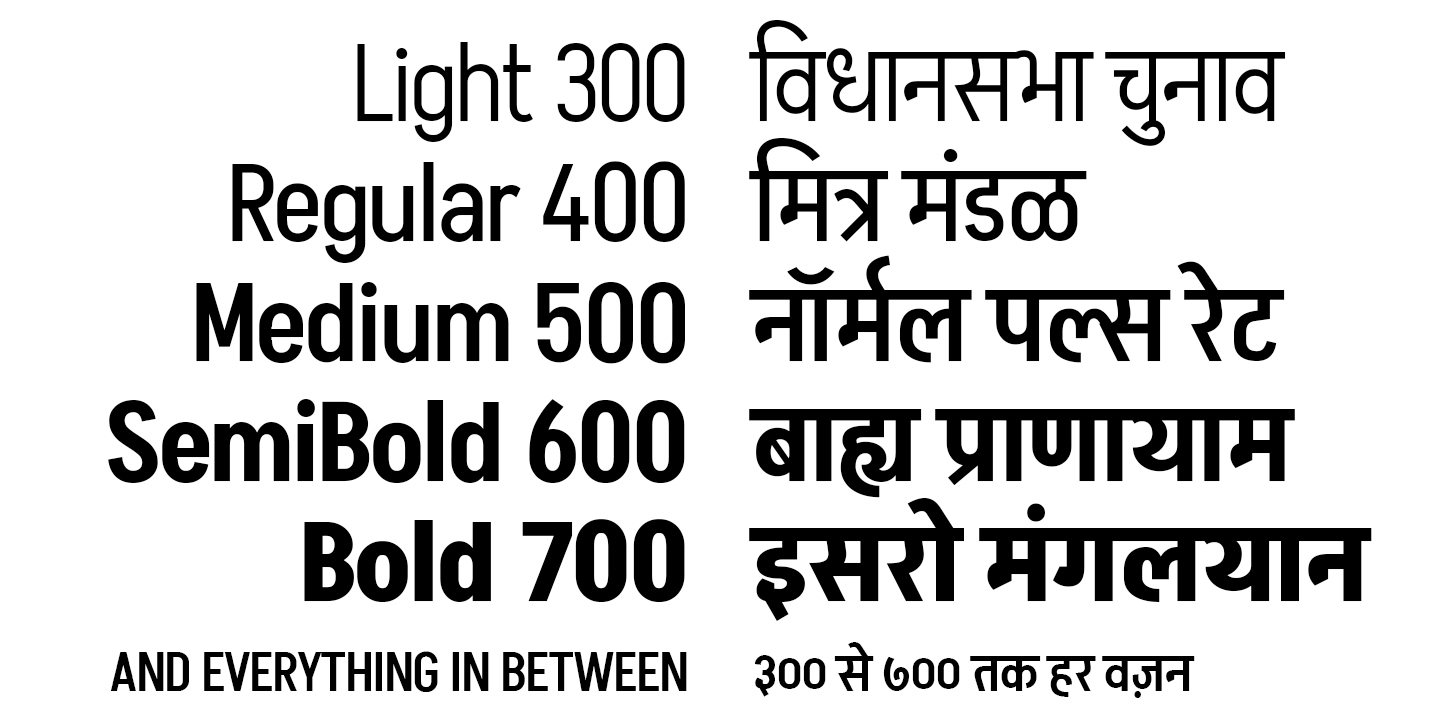 Light 300 विधानसभा चुनाव
Regular 400 मित्र मंडळ
Medium 500 नॉर्मल पल्स रेट
SemiBold 600 बाह्य प्राणायाम
Bold 700 इसरो मंगलयान
AND EVERYTHING IN BETWEEN ३०० से ७०० तक हर वज़न